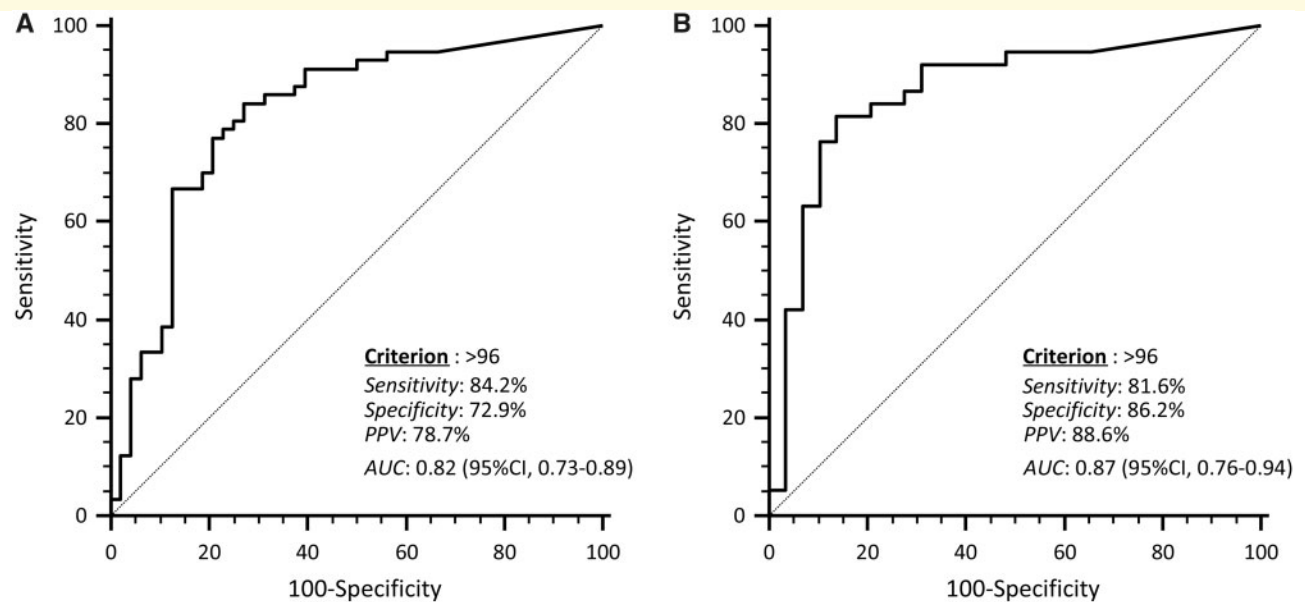 A
100
80
60
40
20
0
Sensitivity
0 20 40 60 80 100
100-Specificity
Criterion : >96
Sensitivity: 84.2%
Specificity: 72.9%
PPV: 78.7%
AUC: 0.82 (95%CI, 0.73-0.89)
B
100
80
60
40
20
0
Sensitivity
0 20 40 60 80 100
100-Specificity
Criterion : >96
Sensitivity: 81.6%
Specificity: 86.2%
PPV: 88.6%
AUC: 0.87 (95%CI, 0.76-0.94)